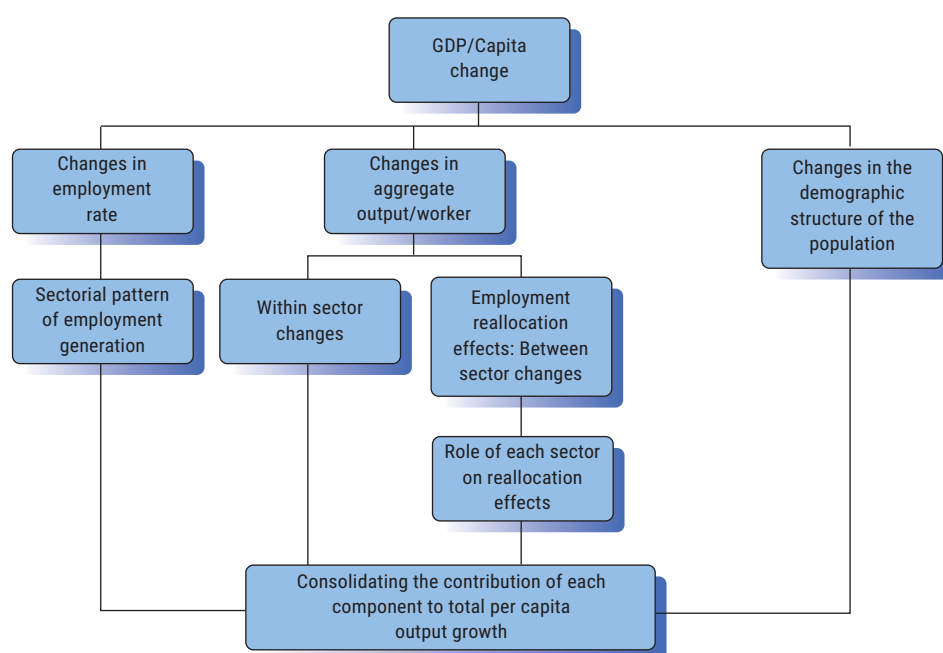 GDP/Capita
change
Changes in
employment
rate
Changes in
aggregate
output/worker
Changes in the
demographic
structure of the
population
Sectorial pattern
of employment
generation
Within sector
changes
Employment
reallocation
effects: Between
sector changes
Role of each sector
on reallocation
effects
Consolidating the contribution of each
component to total per capita
output growth